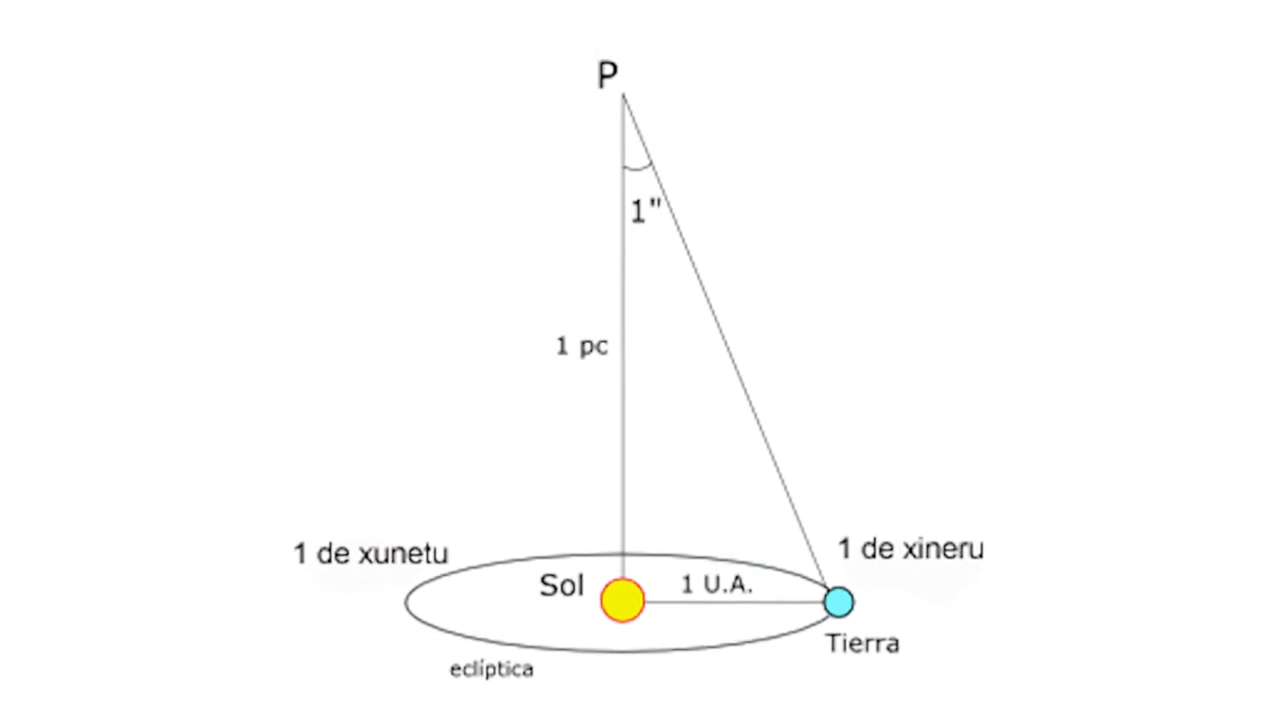 P
1"
1 pc
1 de xunetu
1 de xineru
Sol
1 U.A.
Tierra
eclíptica